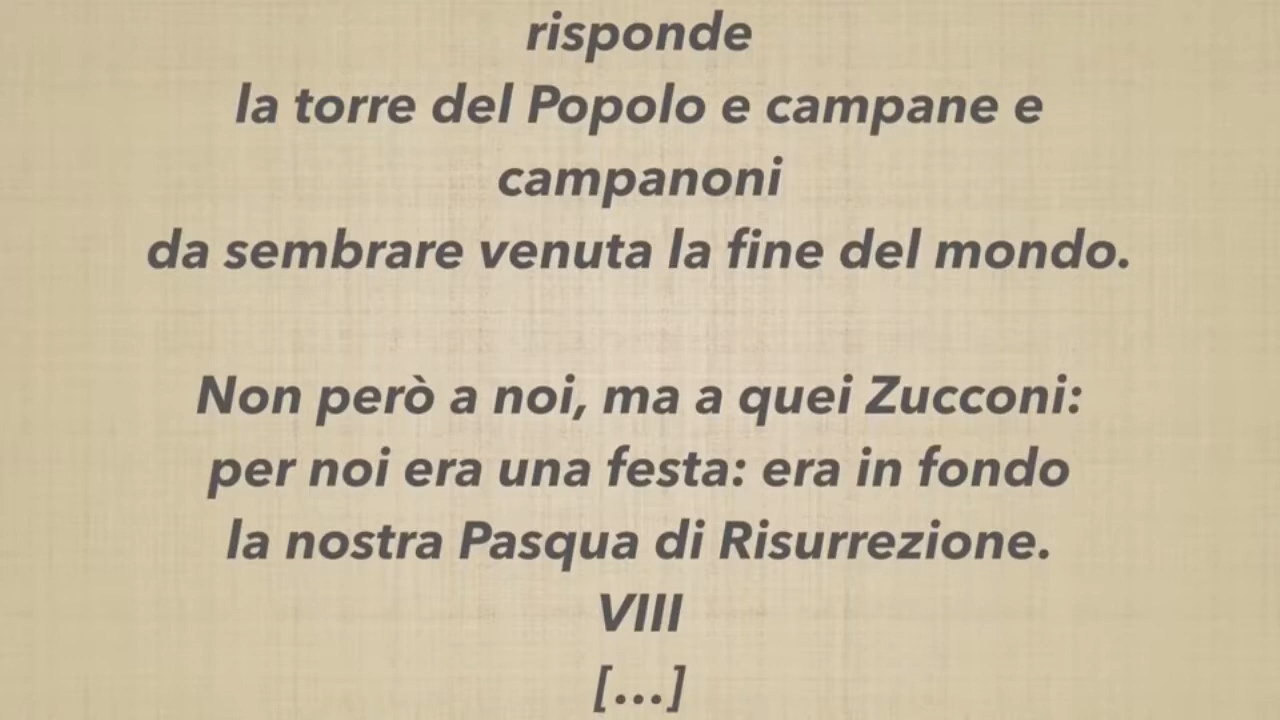 risponde
la torre del Popolo e campane e
campanoni
da sembrare venuta la fine del mondo.
Non però a noi, ma a quei Zucconi:
per noi era una festa: era in fondo
la nostra Pasqua di Risurrezione.
VIII
[...]